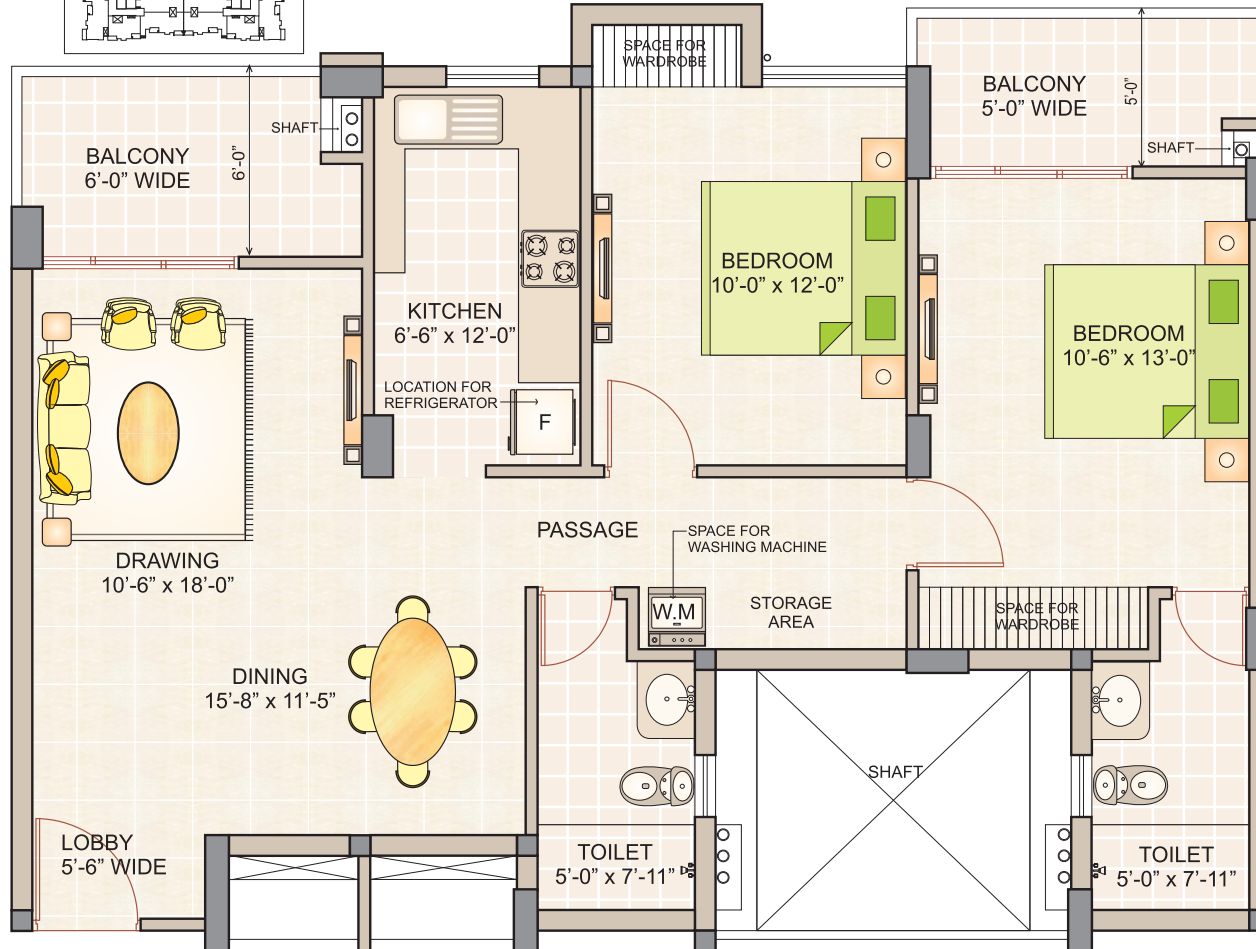 SPACE FOR
WARDROBE
BALCONY
5'-0” WIDE
5'-0”
SHAFT
SHAFT
BALCONY
6'-0” WIDE
6'-0”
BEDROOM
10'-0” x 12'-0”
KITCHEN
6'-6” x 12'-0”
BEDROOM
10'-6” x 13'-0”
LOCATION FOR
REFRIGERATOR
F
PASSAGE
SPACE FOR
WASHING MACHINE
DRAWING
10'-6” x 18'-0”
W.M
STORAGE
AREA
SPACE FOR
WARDROBE
DINING
15'-8” x 11'-5”
SHAFT
LOBBY
5'-6” WIDE
TOILET
5'-0” x 7'-11”
TOILET
5'-0” x 7'-11”